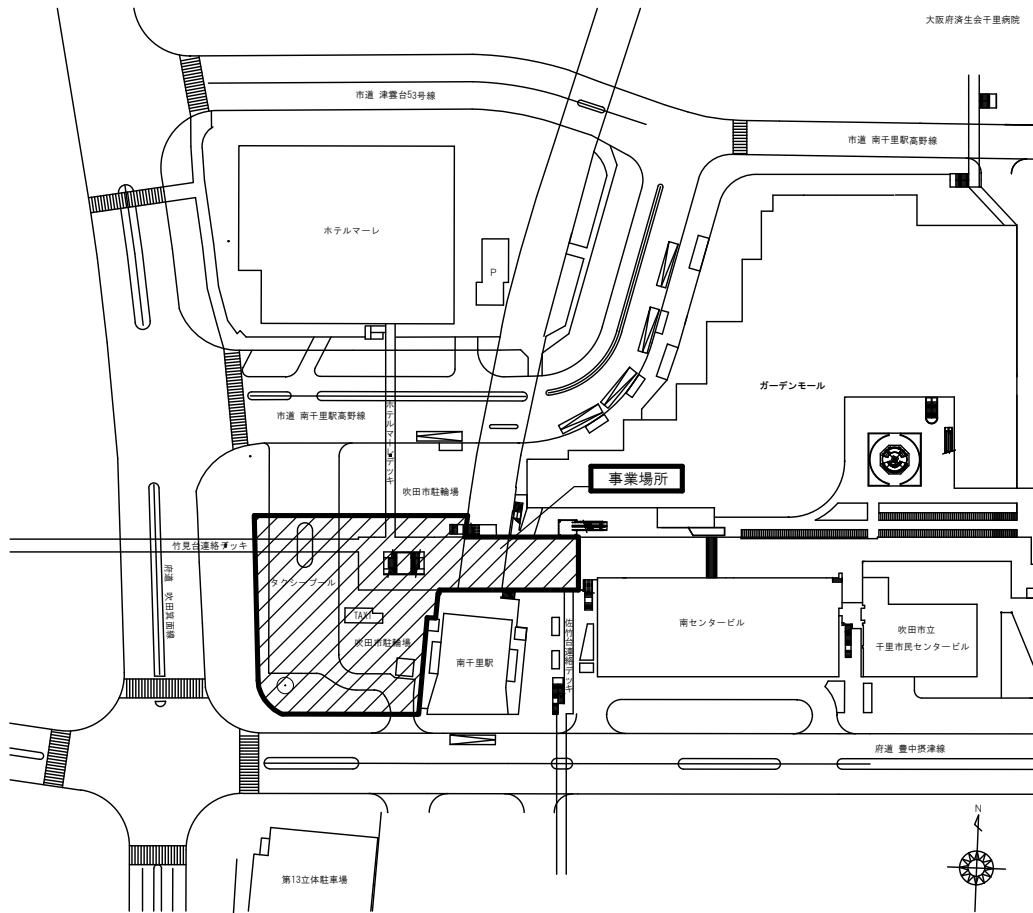 大阪府済生会千里病院
市道 津雲台53号線
市道 南千里駅高野線
ホテルマーレ
P
ガーデンモール
市道 南千里駅高野線
ホテルマーレデッキ
事業場所
吹田市駐輪場
竹見台連絡デッキ
タクシープール
府道 吹田箕面線
TAXI
吹田市駐輪場
南千里駅
佐竹台連絡デッキ
南センタービル
吹田市立
千里市民センタービル
府道 豊中摂津線
N
第13立体駐車場